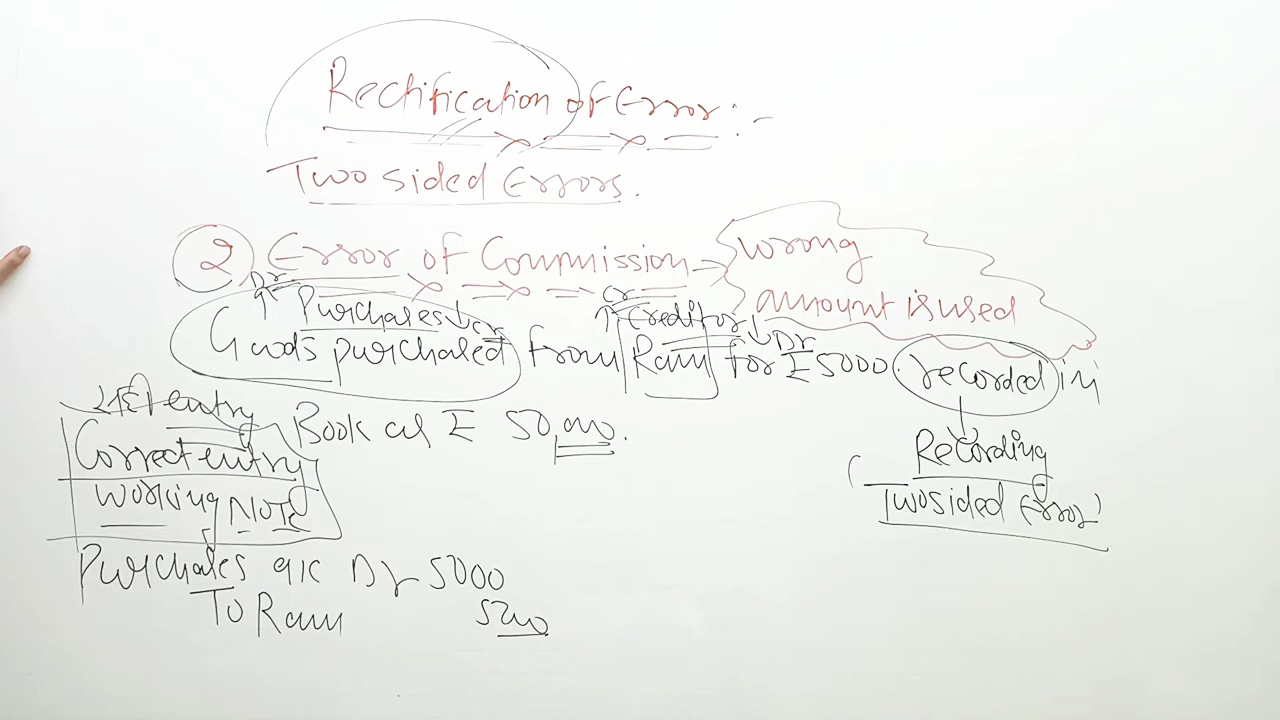 Rectification of Error :-
Two sided Errors.
2 Error of Commission → wrong
amount is used
Dr ↑ Purchases ↓ Cr Cr ↑ Creditor ↓ Dr
Goods purchased from Ram for ₹ 5000. recorded in
Book as ₹ 50,000.
entry
Correct entry
working Note
Recording
(Two sided Error)
Purchases a/c Dr 5000
To Ram 5000